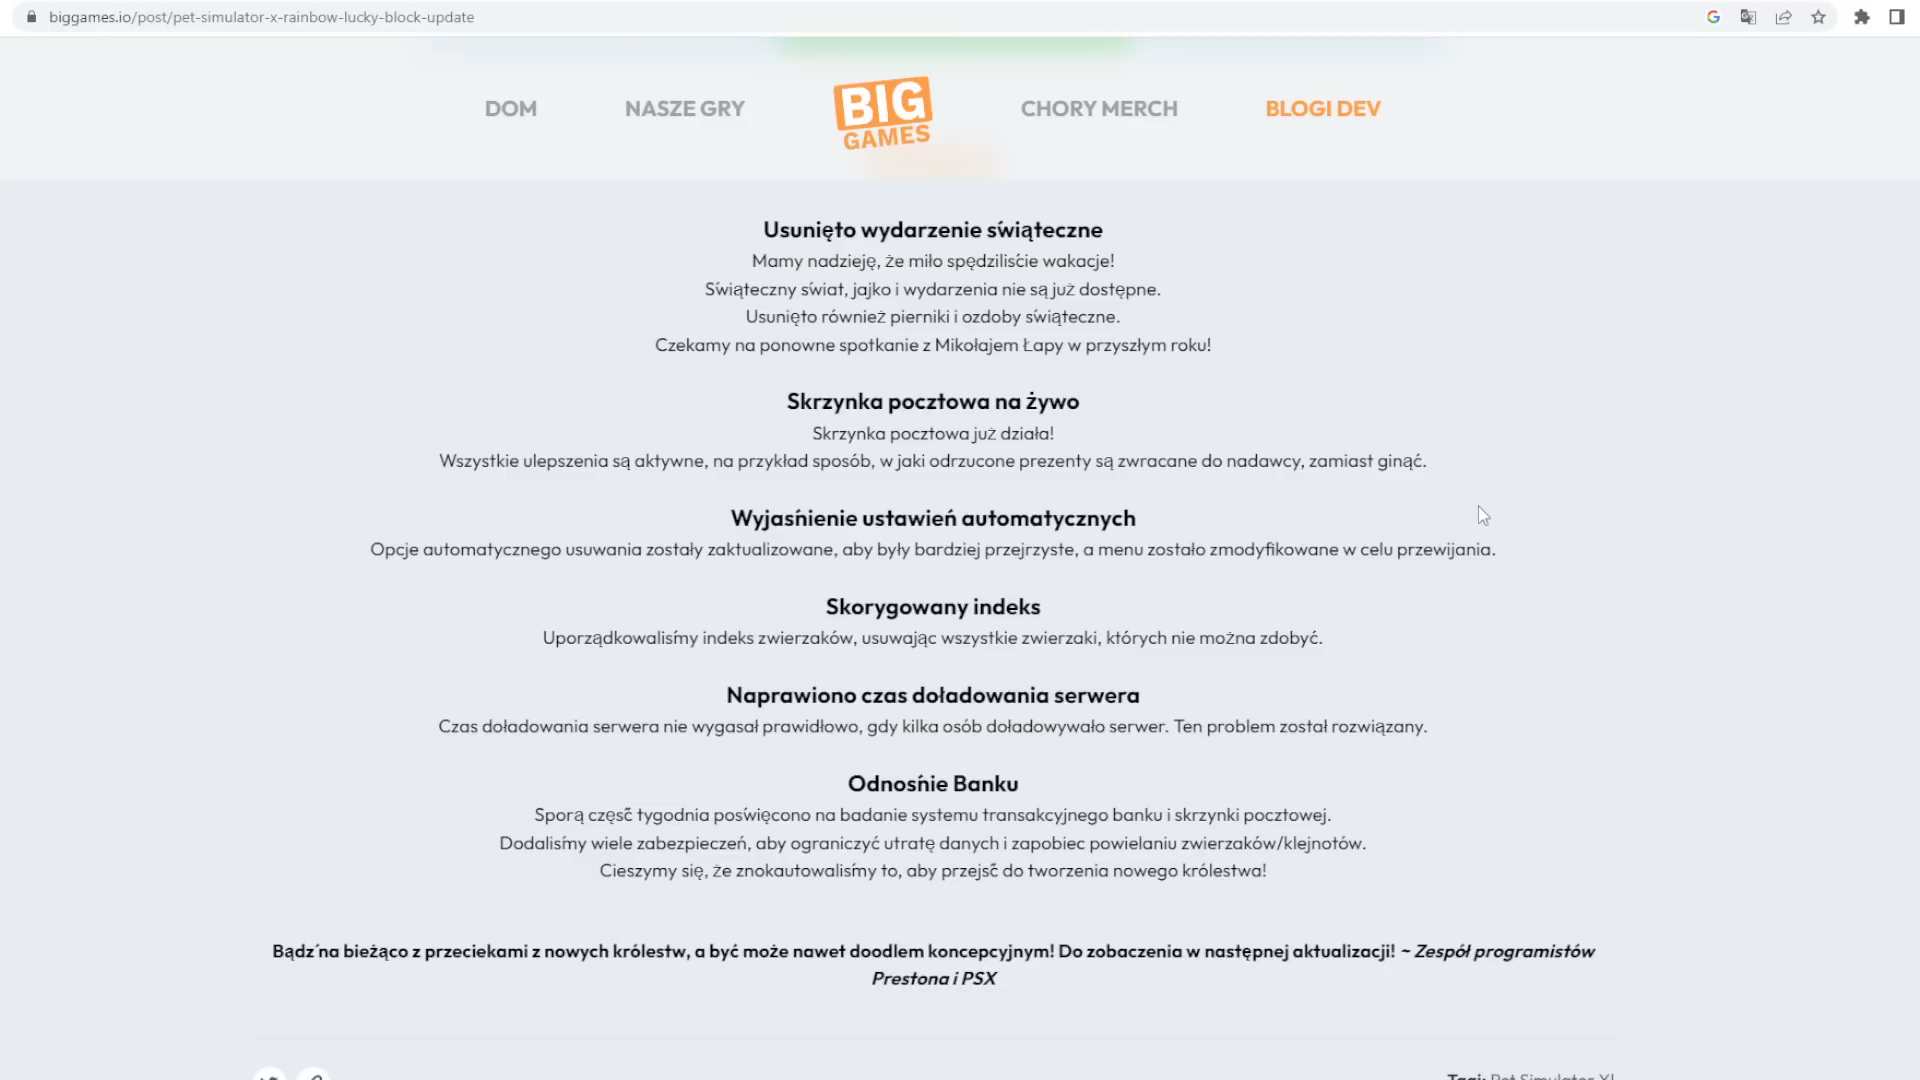 biggames.io/post/pet-simulator-x-rainbow-lucky-block-update
DOM NASZE GRY BIG GAMES CHORY MERCH BLOGI DEV
Usunięto wydarzenie świąteczne
Mamy nadzieję, że miło spędziliście wakacje!
Świąteczny świat, jajko i wydarzenia nie są już dostępne.
Usunięto również pierniki i ozdoby świąteczne.
Czekamy na ponowne spotkanie z Mikołajem Łapy w przyszłym roku!
Skrzynka pocztowa na żywo
Skrzynka pocztowa już działa!
Wszystkie ulepszenia są aktywne, na przykład sposób, w jaki odrzucone prezenty są zwracane do nadawcy, zamiast ginąć.
Wyjaśnienie ustawień automatycznych
Opcje automatycznego usuwania zostały zaktualizowane, aby były bardziej przejrzyste, a menu zostało zmodyfikowane w celu przewijania.
Skorygowany indeks
Uporządkowaliśmy indeks zwierzaków, usuwając wszystkie zwierzaki, których nie można zdobyć.
Naprawiono czas doładowania serwera
Czas doładowania serwera nie wygasał prawidłowo, gdy kilka osób doładowywało serwer. Ten problem został rozwiązany.
Odnośnie Banku
Sporą część tygodnia poświęcono na badanie systemu transakcyjnego banku i skrzynki pocztowej.
Dodaliśmy wiele zabezpieczeń, aby ograniczyć utratę danych i zapobiec powielaniu zwierzaków/klejnotów.
Cieszymy się, że znokautowaliśmy to, aby przejść do tworzenia nowego królestwa!
Bądź na bieżąco z przeciekami z nowych królestw, a być może nawet doodlem koncepcyjnym! Do zobaczenia w następnej aktualizacji! ~ Zespół programistów
Prestona i PSX
Tagi: Pet Simulator X!